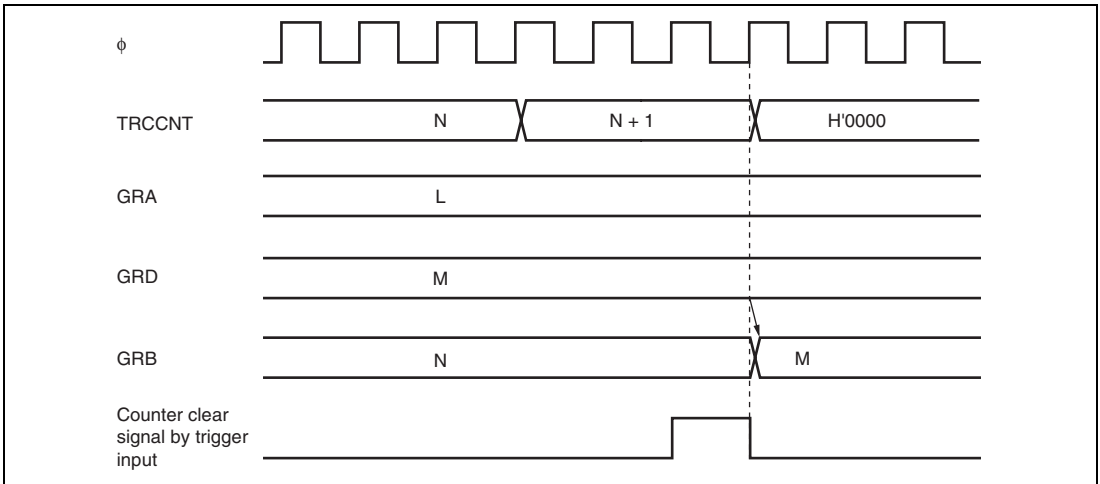 ϕ
TRCCNT
N
N + 1
H'0000
GRA
L
GRD
M
GRB
N
M
Counter clear
signal by trigger
input